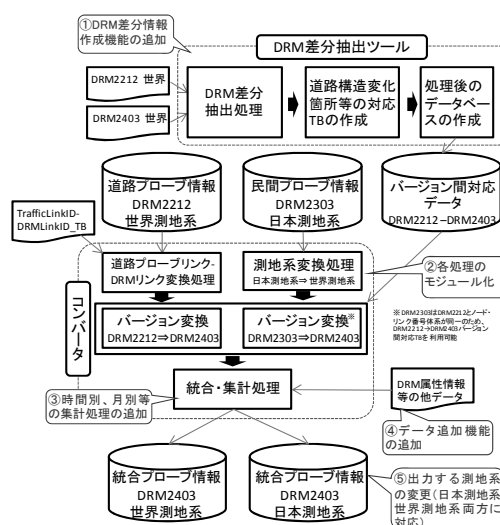 ①DRM差分情報
作成機能の追加
DRM差分抽出ツール
DRM2212 世界
DRM2403 世界
DRM差分
抽出処理
道路構造変化
箇所等の対応
TBの作成
処理後の
データベー
スの作成
道路プローブ情報
DRM2212
世界測地系
民間プローブ情報
DRM2303
日本測地系
バージョン間対応
データ
DRM2212−DRM2403
TrafficLinkID-
DRMLinkID_TB
道路プローブリンク-
DRMリンク変換処理
測地系変換処理
日本測地系⇒世界測地系
②各処理の
モジュール化
コンバータ
バージョン変換
DRM2212⇒DRM2403
バージョン変換※
DRM2303⇒DRM2403
※DRM2303はDRM2212とノード・
リンク番号体系が同一のため、
DRM2212→DRM2403バージョン
間対応TBを利用可能
統合・集計処理
③時間別、月別等
の集計処理の追加
DRM属性情報
等の他データ
④データ追加機能
の追加
統合プローブ情報
DRM2403
世界測地系
統合プローブ情報
DRM2403
日本測地系
⑤出力する測地系
の変更(日本測地系
世界測地系両方に
対応)